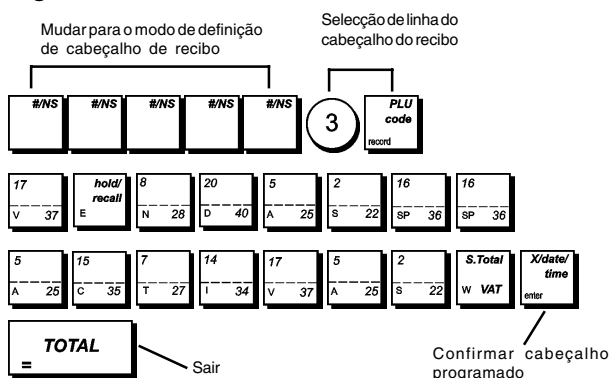 Mudar para o modo de definição
de cabeçalho de recibo
Selecção de linha do
cabeçalho do recibo
#/NS #/NS #/NS #/NS #/NS 3 PLU
code
record
17 hold/ 8 20 5 2 16 16
recall
V 37 E N 28 D 40 A 25 S 22 SP 36 SP 36
5 15 7 14 17 5 2 S.Total X/date/
time
A 25 C 35 T 27 I 34 V 37 A 25 S 22 W VAT enter
TOTAL
=
Sair
Confirmar cabeçalho
programado